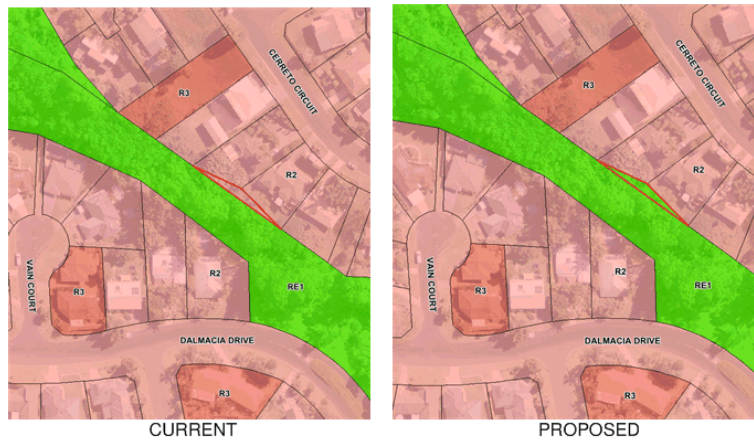 CERRETO CIRCUIT
R3
R2
VAIN COURT
R3
R2
RE1
DALMACIA DRIVE
R3
CURRENT
CERRETO CIRCUIT
R3
R2
VAIN COURT
R3
R2
RE1
DALMACIA DRIVE
R3
PROPOSED